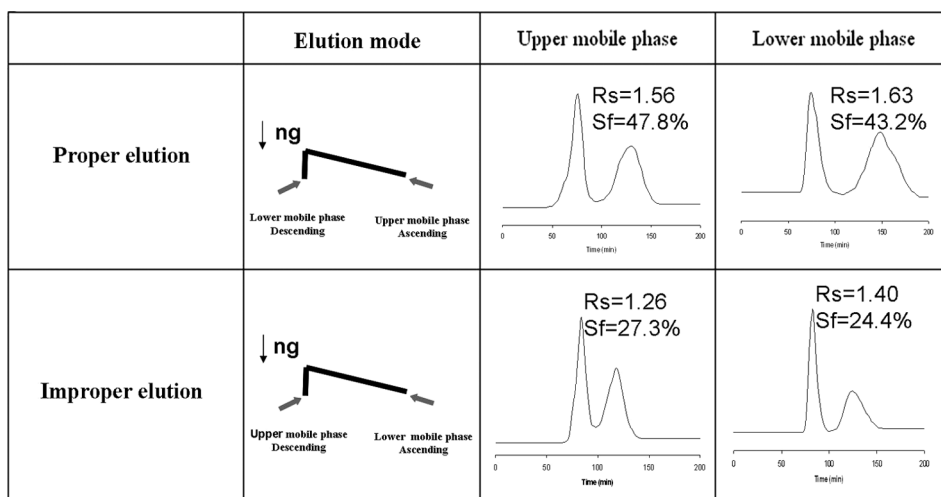 Elution mode
Upper mobile phase
Lower mobile phase
Proper elution
ng
Lower mobile phase
Descending
Upper mobile phase
Ascending
Rs=1.56
Sf=47.8%
0 50 100 150 200
Time (min)
Rs=1.63
Sf=43.2%
0 50 100 150 200
Time (min)
Improper elution
ng
Upper mobile phase
Descending
Lower mobile phase
Ascending
Rs=1.26
Sf=27.3%
0 50 100 150 200
Time (min)
Rs=1.40
Sf=24.4%
0 50 100 150 200
Time (min)